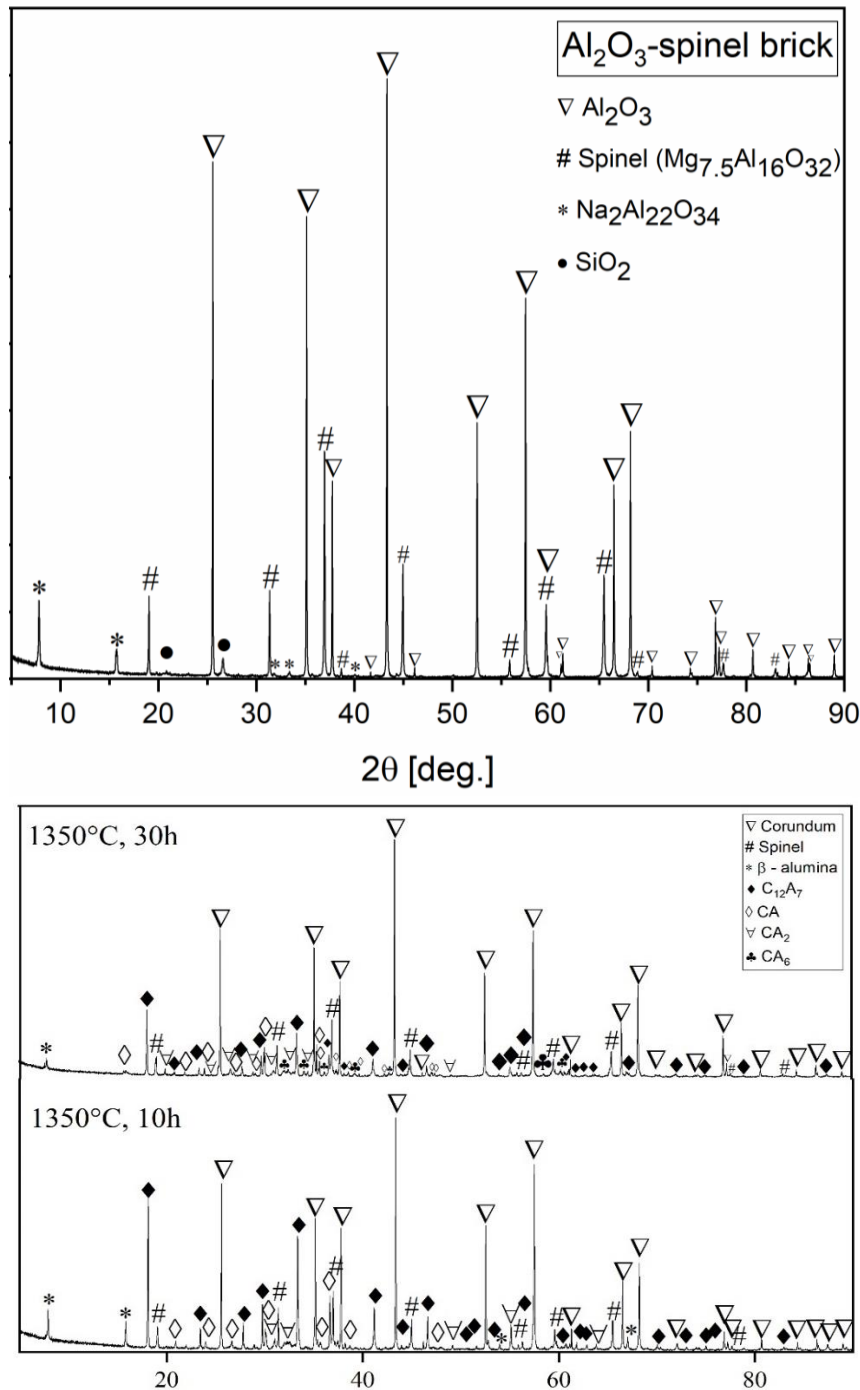 Al₂O₃-spinel brick
▽ Al₂O₃
# Spinel (Mg₇.₅Al₁₆O₃₂)
* Na₂Al₂₂O₃₄
● SiO₂
10 20 30 40 50 60 70 80 90
2θ [deg.]
1350°C, 30h
▽ Corundum
# Spinel
* β - alumina
♦ C₁₂A₇
◊ CA
⩝ CA₂
♣ CA₆
1350°C, 10h
20 40 60 80